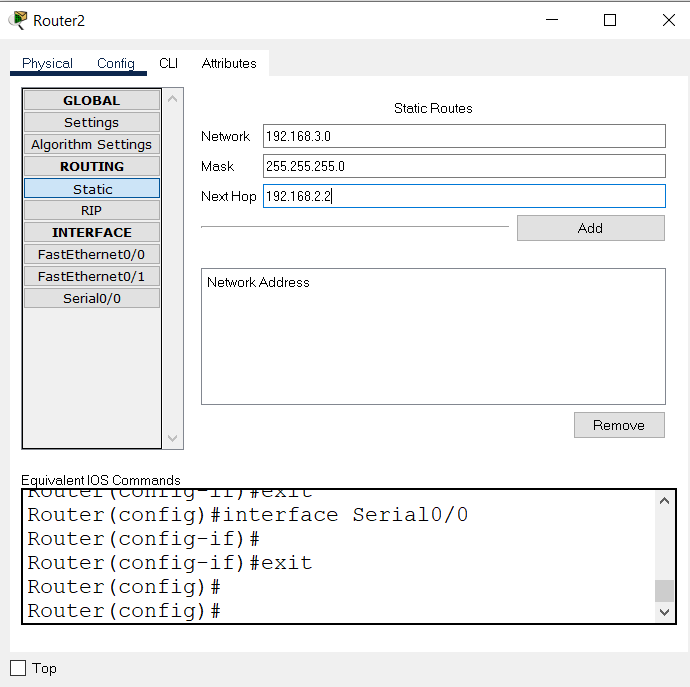 Router2
Physical Config CLI Attributes
GLOBAL
Settings
Algorithm Settings
ROUTING
Static
RIP
INTERFACE
FastEthernet0/0
FastEthernet0/1
Serial0/0
Static Routes
Network 192.168.3.0
Mask 255.255.255.0
Next Hop 192.168.2.2
Add
Network Address
Remove
Equivalent IOS Commands
Router(config-if)#exit
Router(config)#interface Serial0/0
Router(config-if)#
Router(config-if)#exit
Router(config)#
Router(config)#
Top